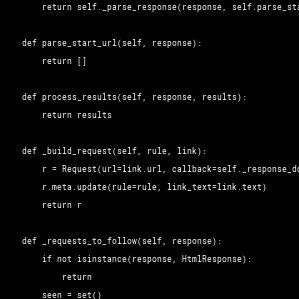 return self._parse_response(response, self.parse_sta
def parse_start_url(self, response):
return []
def process_results(self, response, results):
return results
def _build_request(self, rule, link):
r = Request(url=link.url, callback=self._response_do
r.meta.update(rule=rule, link_text=link.text)
return r
def _requests_to_follow(self, response):
if not isinstance(response, HtmlResponse):
return
seen = set()